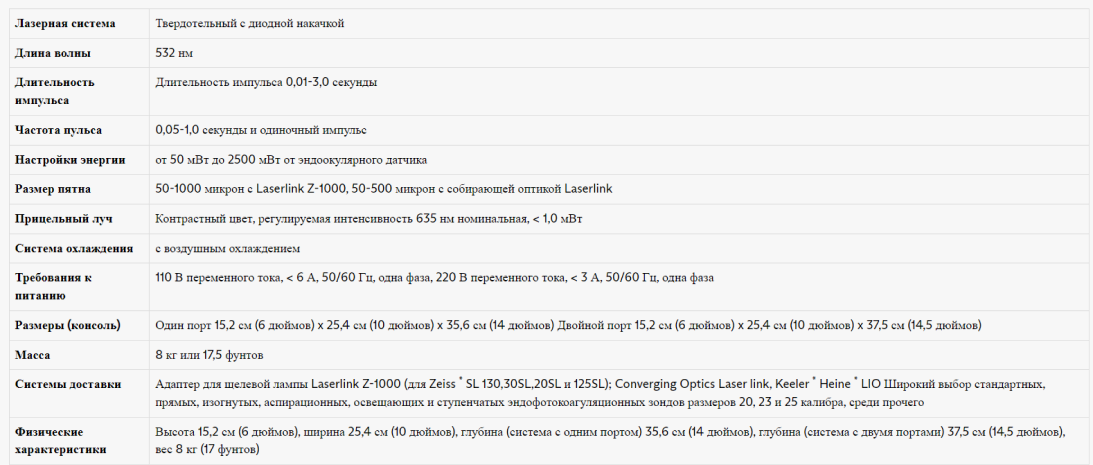 Лазерная система Твердотельный с диодной накачкой
Длина волны 532 нм
Длительность импульса Длительность импульса 0,01-3,0 секунды
Частота пульса 0,05-1,0 секунды и одиночный импульс
Настройки энергии от 50 мВт до 2500 мВт от эндоокулярного датчика
Размер пятна 50-1000 микрон с Laserlink Z-1000, 50-500 микрон с собирающей оптикой Laserlink
Прицельный луч Контрастный цвет, регулируемая интенсивность 635 нм номинальная, < 1,0 мВт
Система охлаждения с воздушным охлаждением
Требования к питанию 110 В переменного тока, < 6 А, 50/60 Гц, одна фаза, 220 В переменного тока, < 3 А, 50/60 Гц, одна фаза
Размеры (консоль) Один порт 15,2 см (6 дюймов) x 25,4 см (10 дюймов) x 35,6 см (14 дюймов) Двойной порт 15,2 см (6 дюймов) x 25,4 см (10 дюймов) x 37,5 см (14,5 дюймов)
Масса 8 кг или 17,5 фунтов
Системы доставки Адаптер для щелевой лампы Laserlink Z-1000 (для Zeiss * SL 130,30SL,20SL и 125SL); Converging Optics Laser link, Keeler * Heine * LIO Широкий выбор стандартных,
прямых, изогнутых, аспирационных, освещающих и ступенчатых эндофотокоагуляционных зондов размеров 20, 23 и 25 калибра, среди прочего
Физические характеристики Высота 15,2 см (6 дюймов), ширина 25,4 см (10 дюймов), глубина (система с одним портом) 35,6 см (14 дюймов), глубина (система с двумя портами) 37,5 см (14,5 дюймов),
вес 8 кг (17 фунтов)